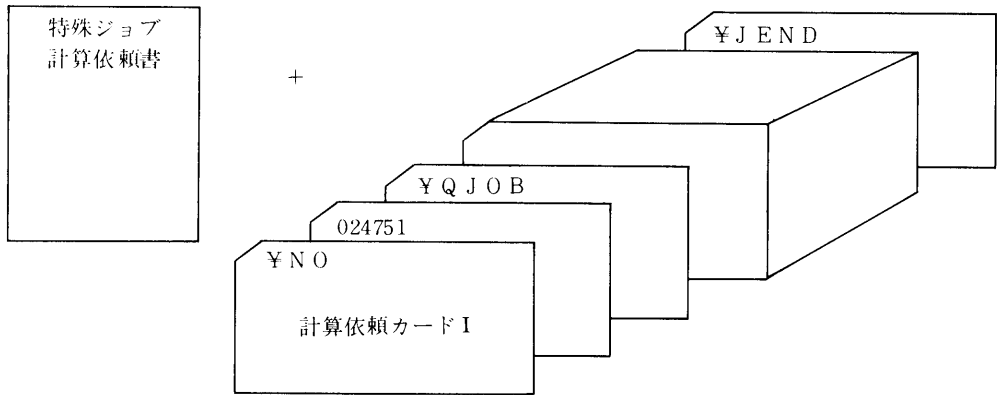 特殊ジョブ
計算依頼書
+
¥JEND
¥QJOB
024751
¥NO
計算依頼カードI